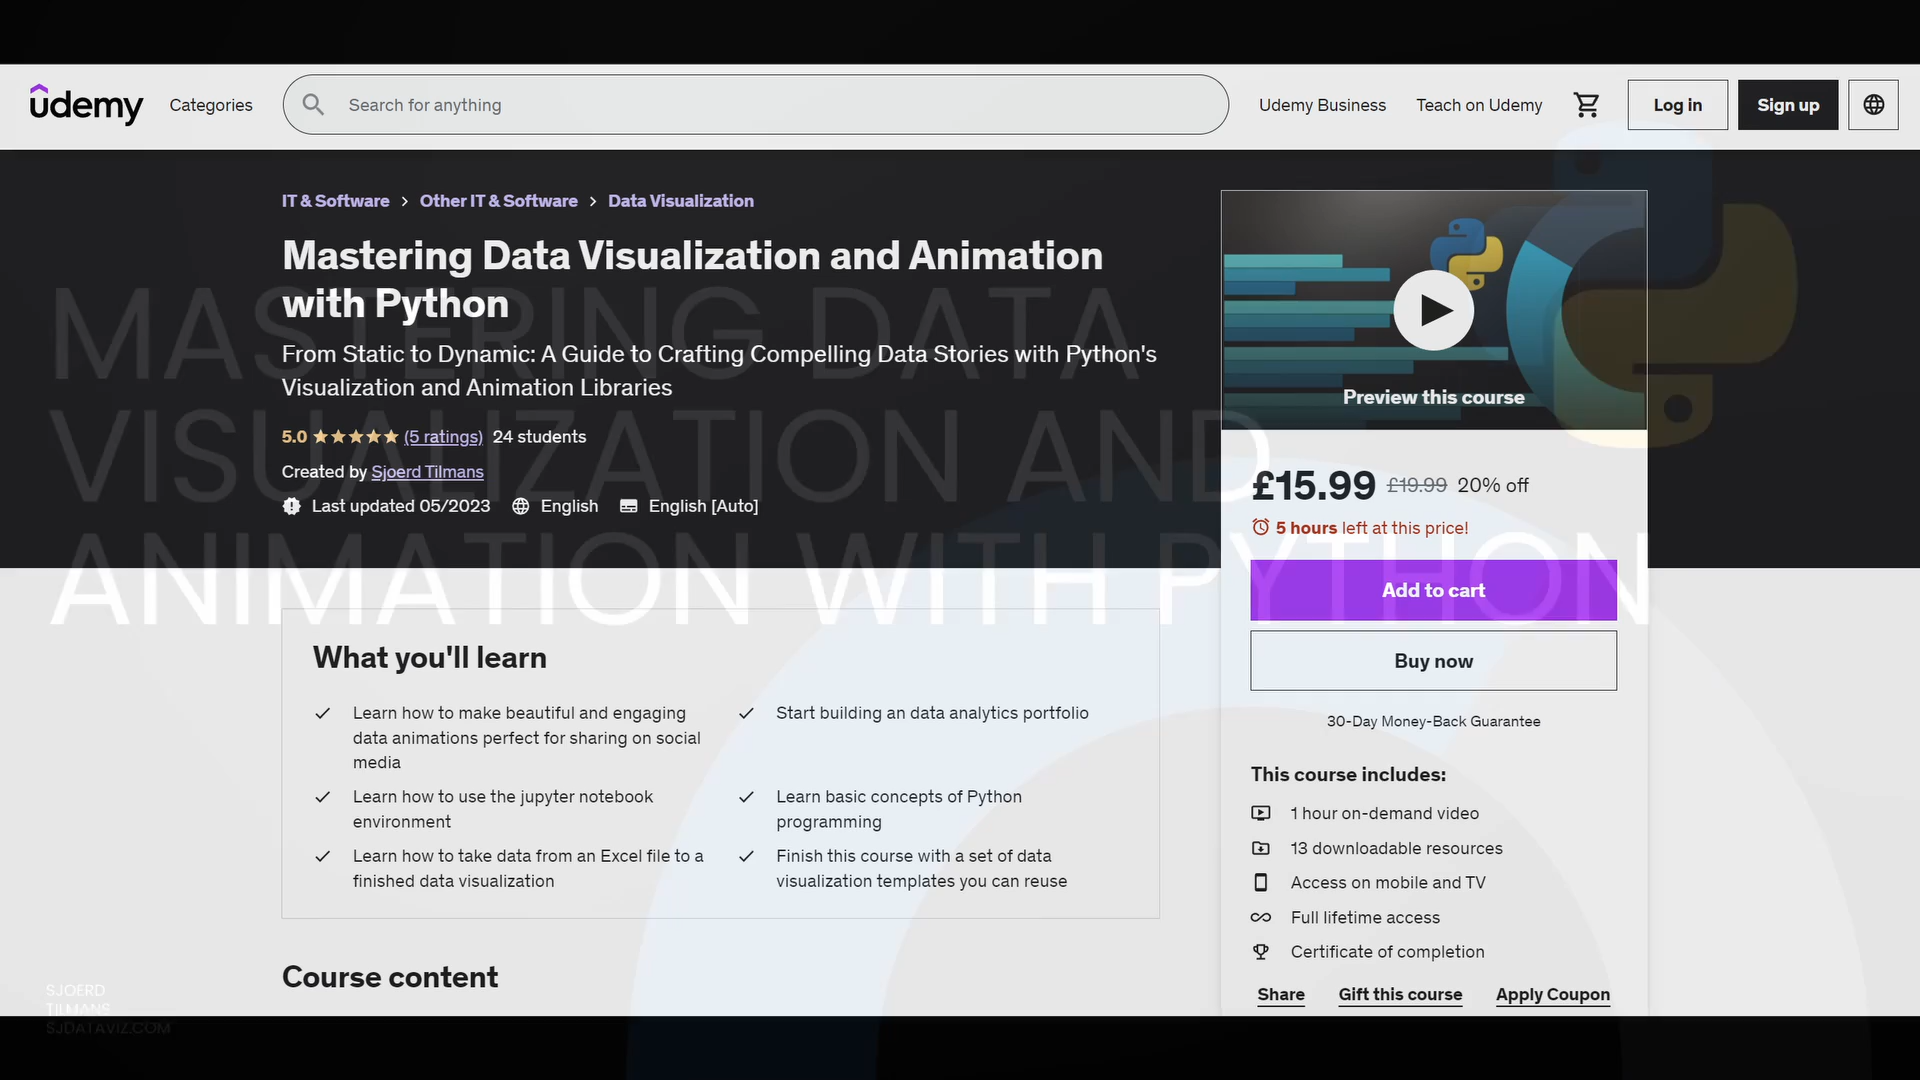 udemy
Categories
Search for anything
Udemy Business
Teach on Udemy
Log in
Sign up
IT & Software > Other IT & Software > Data Visualization
Mastering Data Visualization and Animation
with Python
From Static to Dynamic: A Guide to Crafting Compelling Data Stories with Python's
Visualization and Animation Libraries
5.0 (5 ratings) 24 students
Created by Sjoerd Tilmans
Last updated 05/2023 English English [Auto]
MASTERING DATA
VISUALIZATION AND
ANIMATION WITH PYTHON
Preview this course
£15.99 £19.99 20% off
5 hours left at this price!
Add to cart
Buy now
30-Day Money-Back Guarantee
This course includes:
1 hour on-demand video
13 downloadable resources
Access on mobile and TV
Full lifetime access
Certificate of completion
Share
Gift this course
Apply Coupon
What you'll learn
Learn how to make beautiful and engaging
data animations perfect for sharing on social
media
Start building an data analytics portfolio
Learn how to use the jupyter notebook
environment
Learn basic concepts of Python
programming
Learn how to take data from an Excel file to a
finished data visualization
Finish this course with a set of data
visualization templates you can reuse
Course content
SJOERD
TILMANS
SJDATAVIZ.COM